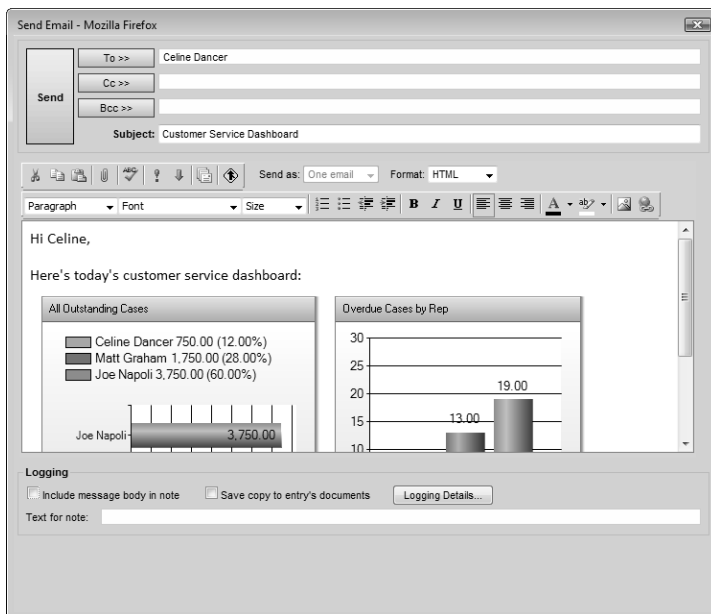 Send Email - Mozilla Firefox
Send
To >>
Celine Dancer
Cc >>
Bcc >>
Subject:
Customer Service Dashboard
ABC
Send as:
One email
Format:
HTML
Paragraph
Font
Size
B
I
U
A
ab
Hi Celine,
Here's today's customer service dashboard:
All Outstanding Cases
Celine Dancer 750.00 (12.00%)
Matt Graham 1,750.00 (28.00%)
Joe Napoli 3,750.00 (60.00%)
Joe Napoli
3,750.00
Overdue Cases by Rep
30
25
20
15
10
13.00
19.00
Logging
Include message body in note
Save copy to entry's documents
Logging Details...
Text for note: